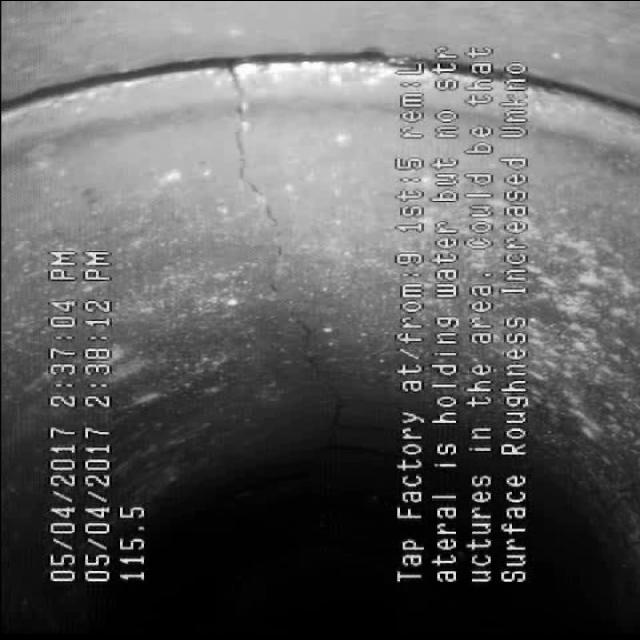 05/04/2017 2:37:04 PM
05/04/2017 2:38:12 PM
115.5
Tap Factory at/from:9 1st:5 rem:L
ateral is holding water but no str
uctures in the area. Could be that
Surface Roughness Increased Unkno